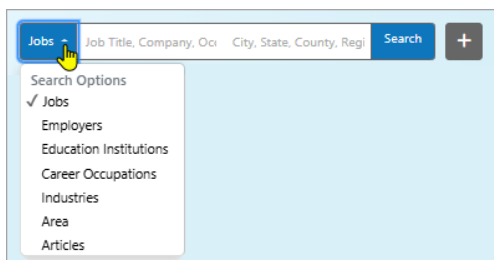 Jobs Job Title, Company, Occ City, State, County, Regi Search +
Search Options
✓ Jobs
Employers
Education Institutions
Career Occupations
Industries
Area
Articles